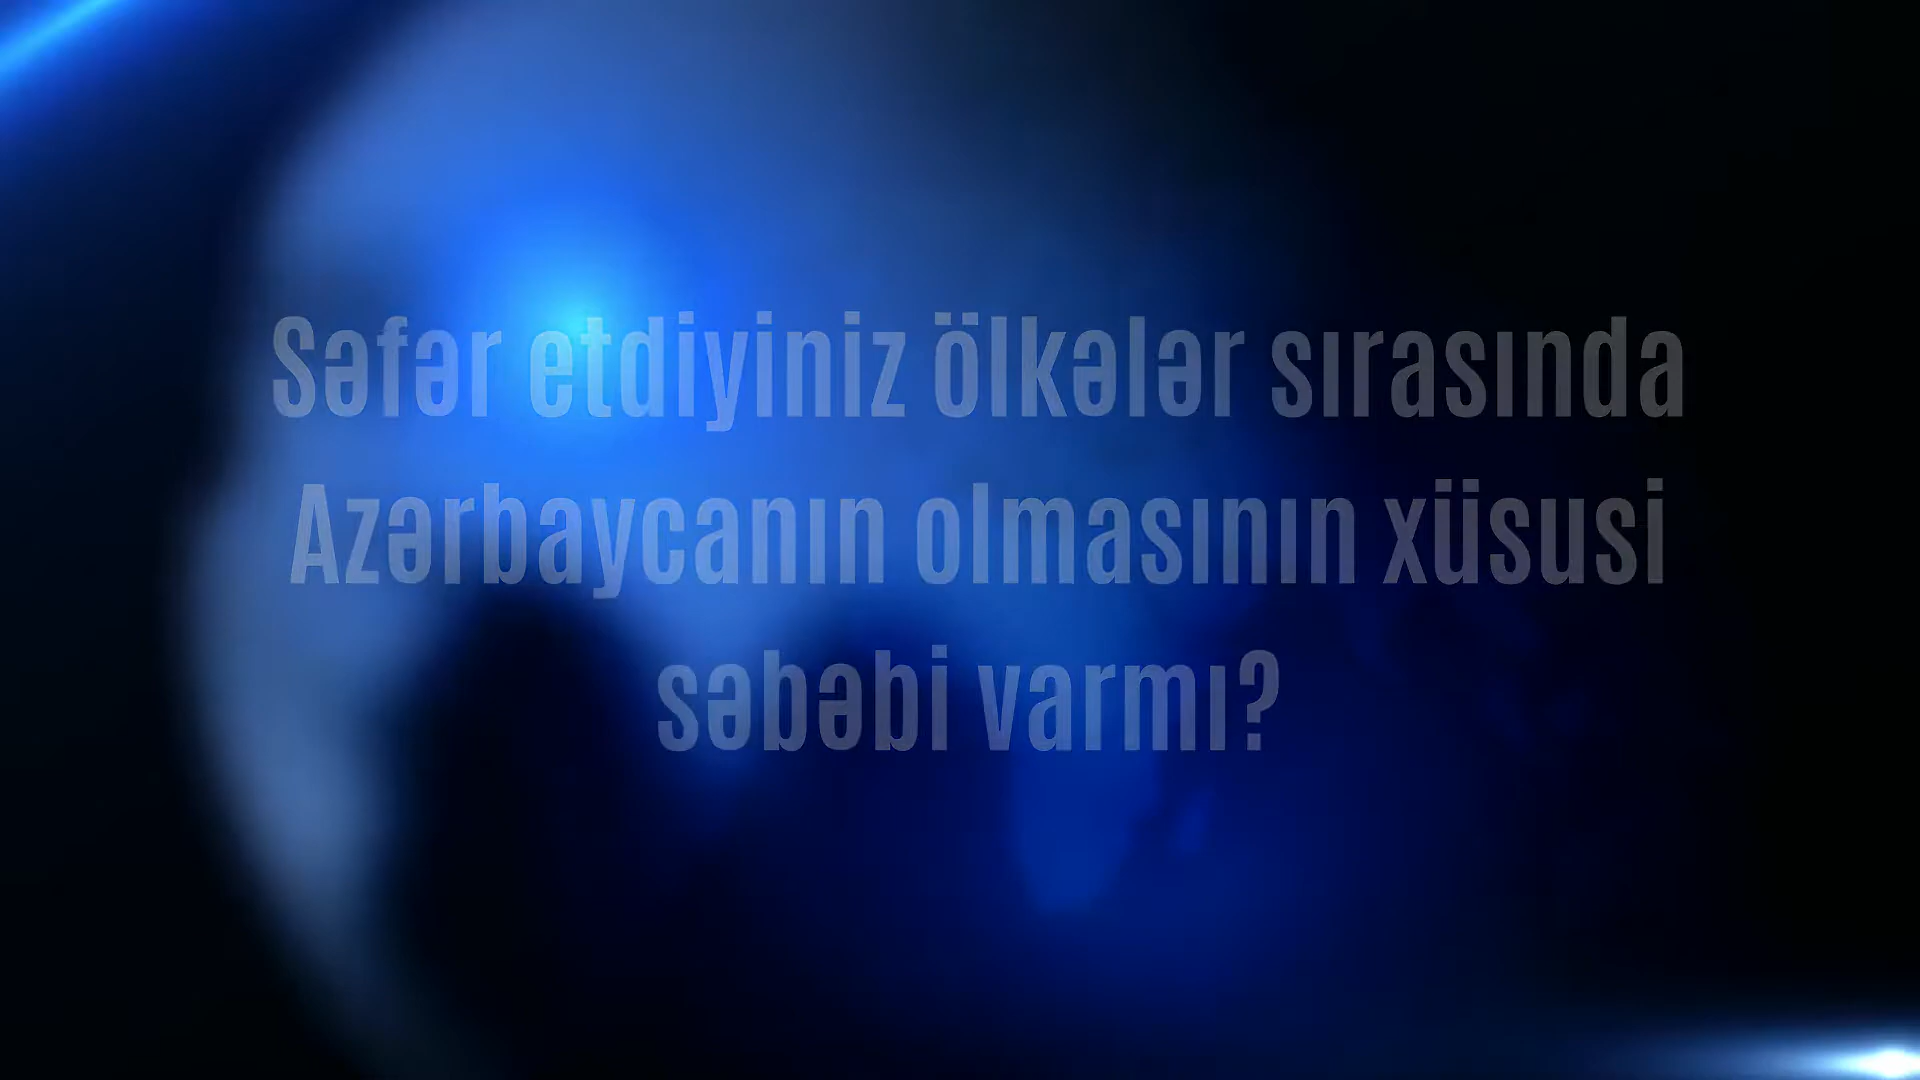 Səfər etdiyiniz ölkələr sırasında
Azərbaycanın olmasının xüsusi
səbəbi varmı?